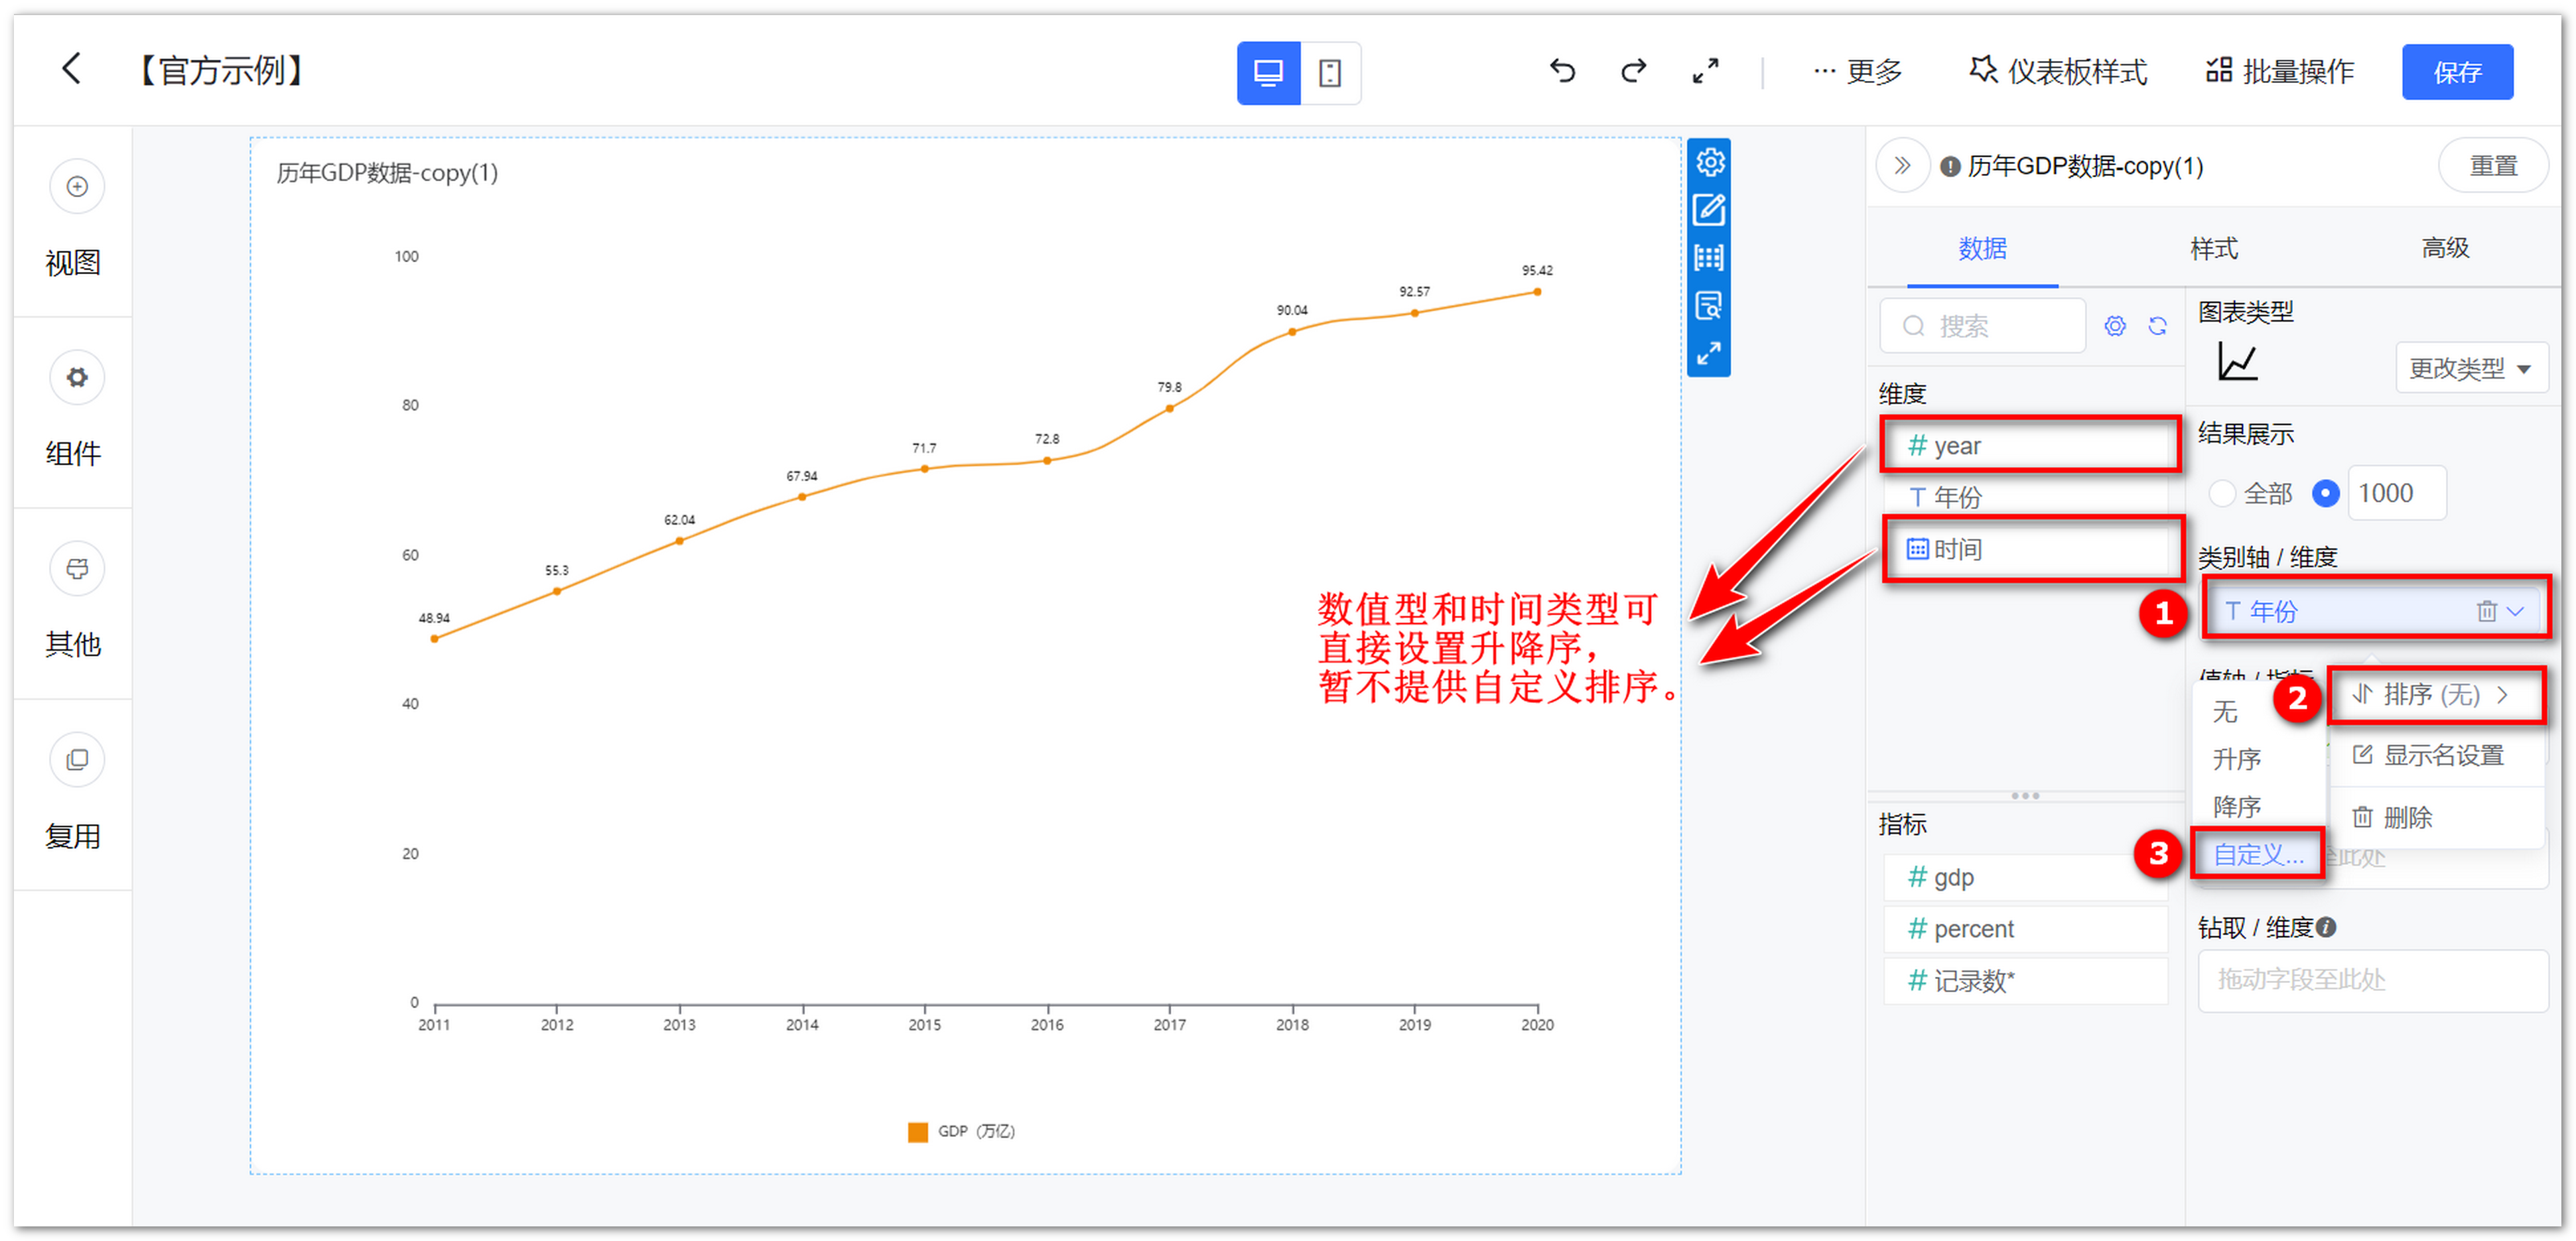 【官方示例】
··· 更多
仪表板样式
批量操作
保存
视图
组件
其他
复用
历年GDP数据-copy(1)
100
80
60
40
20
0
48.94
55.3
62.04
67.94
71.7
72.8
79.8
90.04
92.57
95.42
2011
2012
2013
2014
2015
2016
2017
2018
2019
2020
GDP（万亿）
数值型和时间类型可
直接设置升降序，
暂不提供自定义排序。
历年GDP数据-copy(1)
重置
数据
样式
高级
搜索
维度
# year
T 年份
时间
指标
# gdp
# percent
# 记录数*
图表类型
更改类型
结果展示
全部
1000
类别轴 / 维度
1
T 年份
值轴 / 指标
2
排序 (无)
显示名设置
删除
无
升序
降序
3
自定义...
至此处
钻取 / 维度
拖动字段至此处